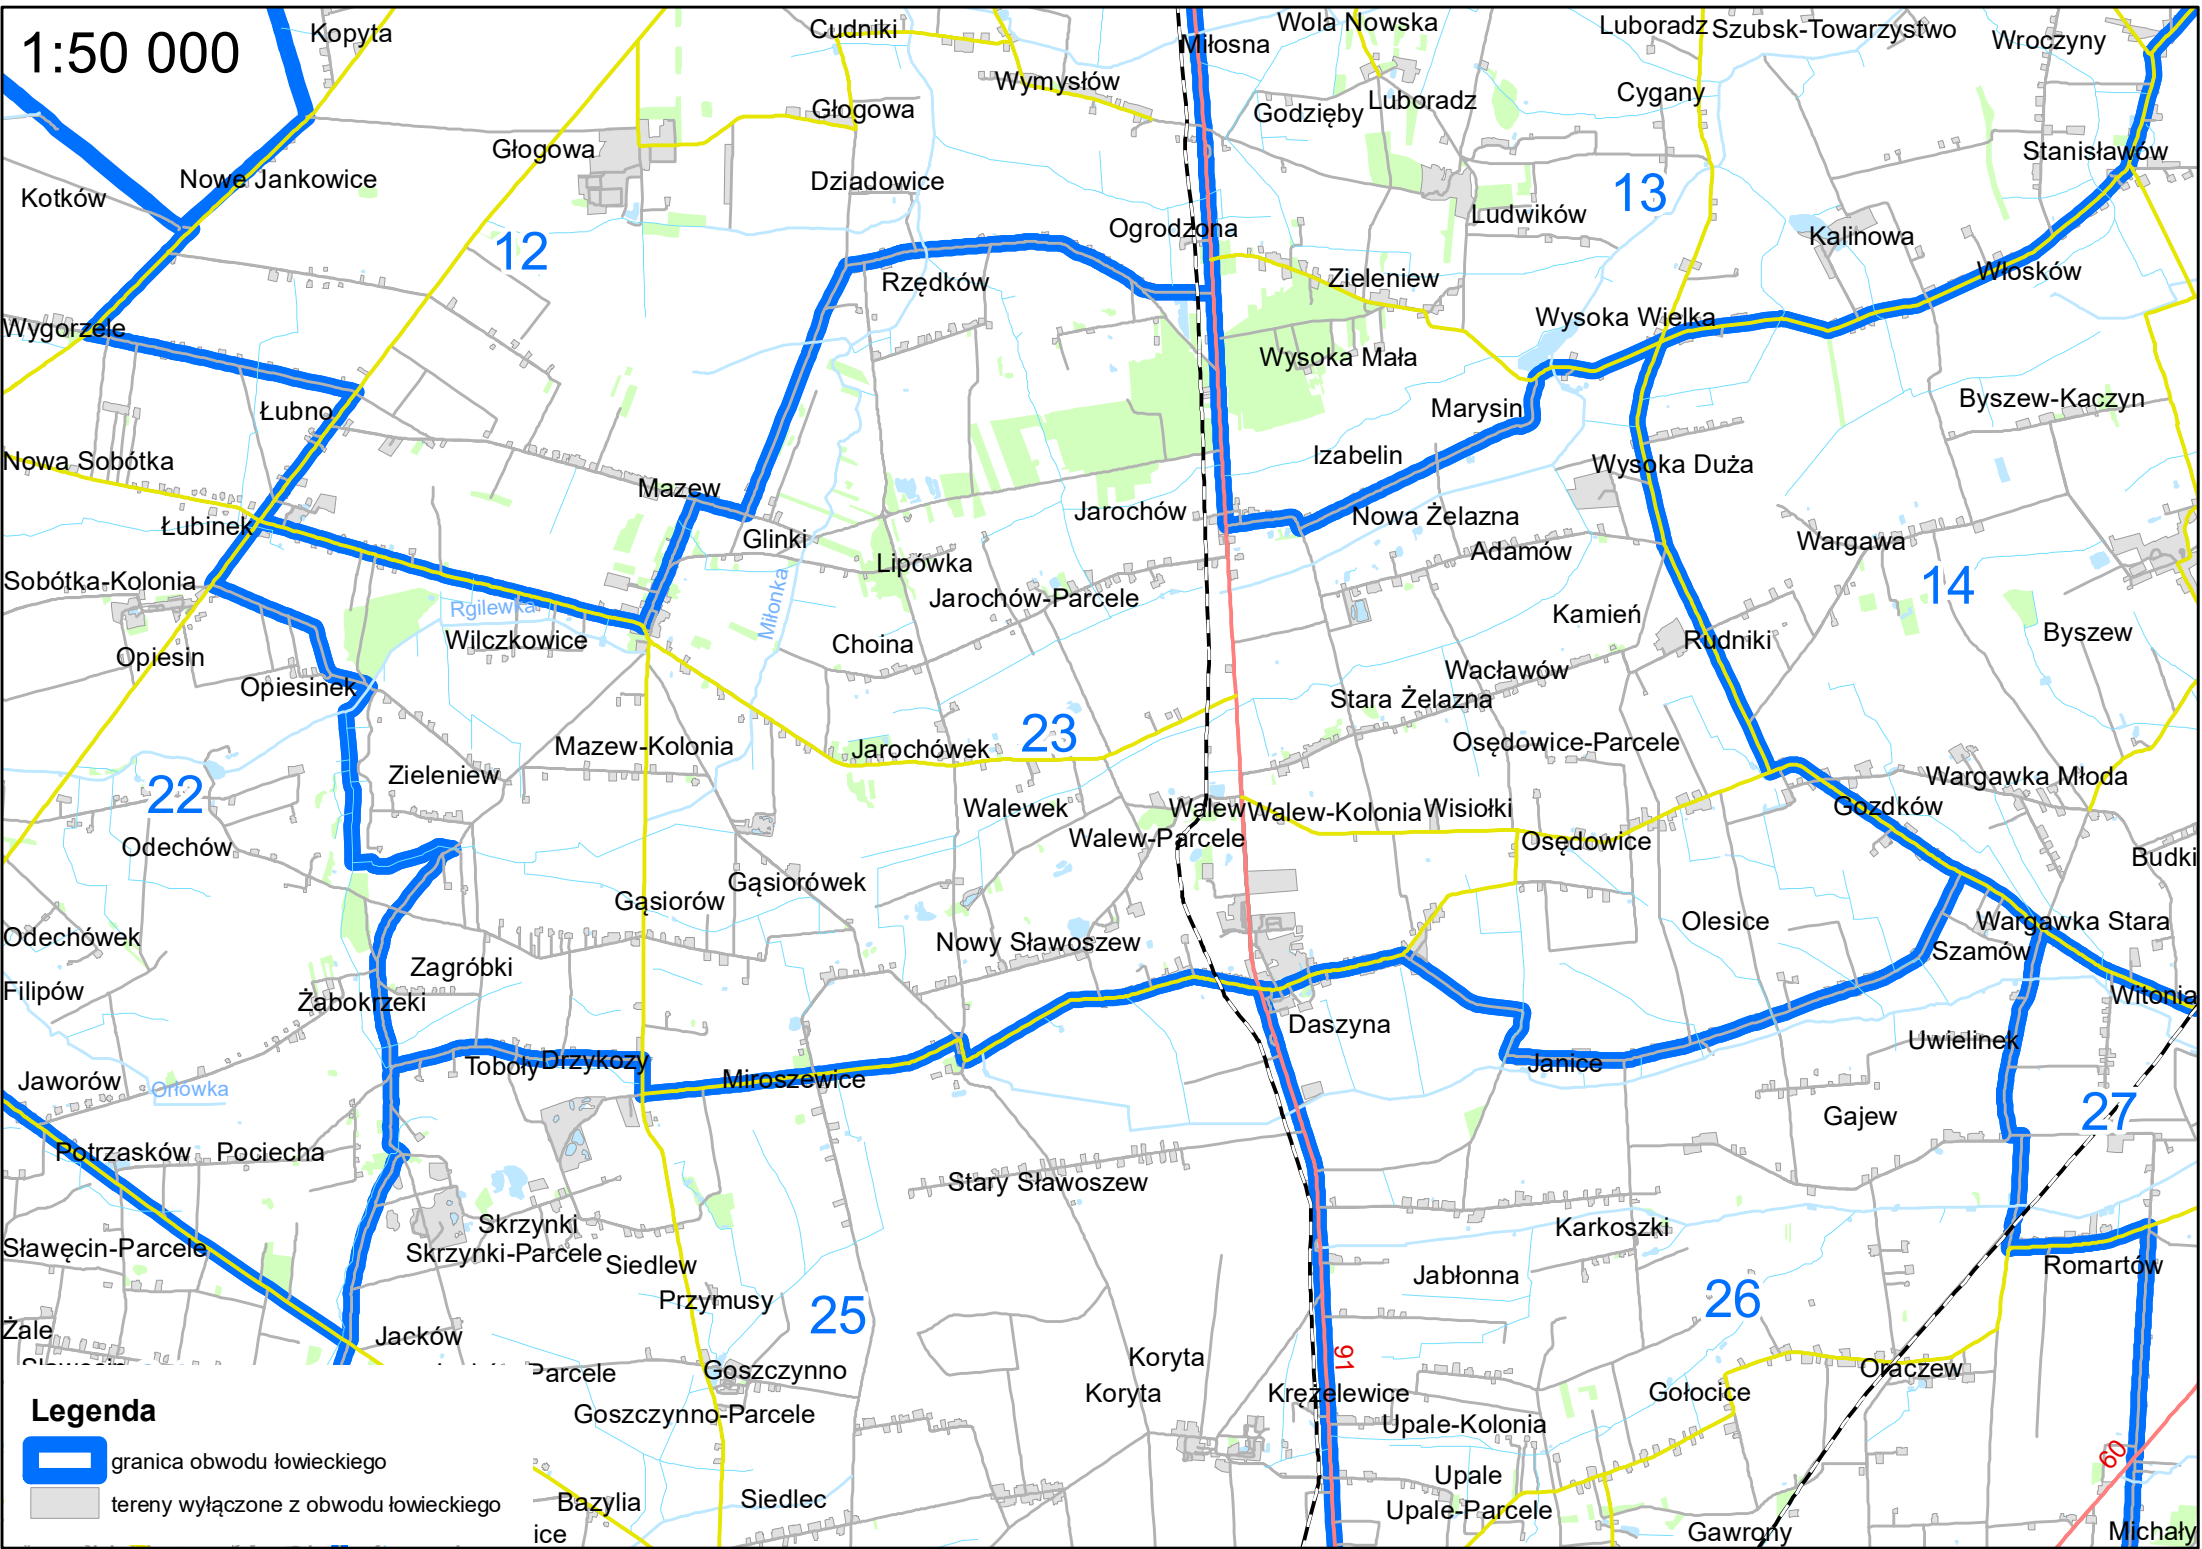 1:50 000
Kopyta
Cudniki
Miłosna
Wola Nowska
Luboradz
Szubsk-Towarzystwo
Wroczyny
Wymysłów
Głogowa
Godzięby
Luboradz
Cygany
Głogowa
Stanisławów
Kotków
Nowe Jankowice
Dziadowice
13
Ludwików
12
Ogrodzona
Kalinowa
Rzędków
Zieleniew
Włosków
Wygorzele
Wysoka Wielka
Wysoka Mała
Łubno
Marysin
Byszew-Kaczyn
Nowa Sobótka
Izabelin
Wysoka Duża
Mazew
Łubinek
Jarochów
Nowa Żelazna
Glinki
Adamów
Wargawa
Lipówka
14
Sobótka-Kolonia
Rgilewka
Miłonka
Jarochów-Parcele
Kamień
Wilczkowice
Choina
Rudniki
Byszew
Opiesin
Opiesinek
Wacławów
Stara Żelazna
23
Mazew-Kolonia
Jarochówek
Osędowice-Parcele
22
Zieleniew
Wargawka Młoda
Walewek
Walew
Walew-Kolonia
Wisiołki
Gozdków
Odechów
Walew-Parcele
Osędowice
Budki
Gąsiorówek
Gąsiorów
Odechówek
Nowy Sławoszew
Olesice
Wargawka Stara
Szamów
Zagróbki
Filipów
Żabokrzeki
Witonia
Daszyna
Uwielinek
Toboły
Drzykozy
Janice
Jaworów
Orłówka
Miroszewice
27
Gajew
Potrzasków
Pociecha
Stary Sławoszew
Skrzynki
Karkoszki
Sławęcin-Parcele
Skrzynki-Parcele
Siedlew
Jabłonna
Romartów
Przymusy
25
26
Żale
Jacków
91
Koryta
Parcele
Goszczynno
Oraczew
Koryta
Krężelewice
Gołocice
Goszczynno-Parcele
Upale-Kolonia
Legenda
granica obwodu łowieckiego
60
Upale
tereny wyłączone z obwodu łowieckiego
Bazylia
Siedlec
Upale-Parcele
ice
Gawrony
Michały